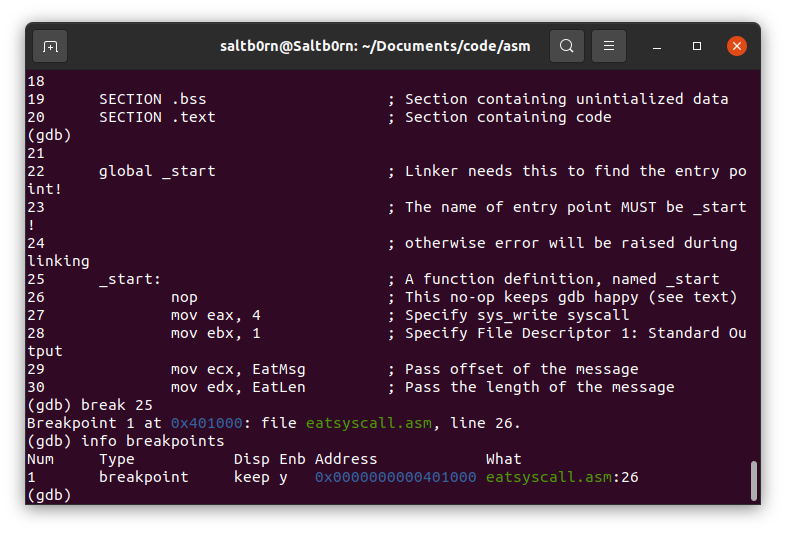 saltb0rn@Saltb0rn: ~/Documents/code/asm
18
19      SECTION .bss                    ; Section containing unintialized data
20      SECTION .text                   ; Section containing code
(gdb)
21
22      global _start                   ; Linker needs this to find the entry po
int!
23                                      ; The name of entry point MUST be _start
!
24                                      ; otherwise error will be raised during
linking
25      _start:                         ; A function definition, named _start
26              nop                     ; This no-op keeps gdb happy (see text)
27              mov eax, 4              ; Specify sys_write syscall
28              mov ebx, 1              ; Specify File Descriptor 1: Standard Ou
tput
29              mov ecx, EatMsg         ; Pass offset of the message
30              mov edx, EatLen         ; Pass the length of the message
(gdb) break 25
Breakpoint 1 at 0x401000: file eatsyscall.asm, line 26.
(gdb) info breakpoints
Num     Type           Disp Enb Address            What
1       breakpoint     keep y   0x0000000000401000 eatsyscall.asm:26
(gdb)